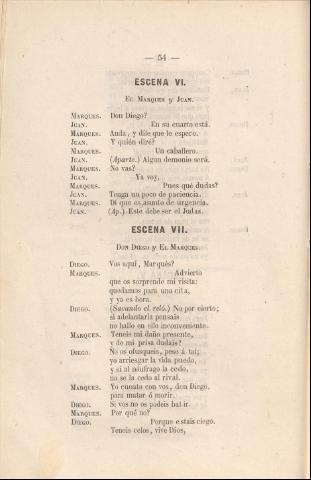 — 54 —
ESCENA VI.
EL MARQUES y JUAN.
MARQUES. Don Diego?
JUAN. En su cuarto está.
MARQUES. Anda, y dile que le espero.
JUAN. Y quién diré?
MARQUES. Un caballero.
JUAN. (Aparte.) Algun demonio será.
MARQUES. No vas?
JUAN. Ya voy.
MARQUES. Pues qué dudas?
JUAN. Tenga un poco de paciencia.
MARQUES. Dí que es asunto de urgencia.
JUAN. (Ap.) Este debe ser el Judas.
ESCENA VII.
DON DIEGO y EL MARQUES.
DIEGO. Vos aquí, Marqués?
MARQUES. Advierto
que os sorprende mi visita:
quedamos para una cita,
y ya es hora.
DIEGO. (Sacando el reló.) No por cierto;
si adelantarla pensais
no hallo en ello inconveniente.
MARQUES. Teneis mi daño presente,
y de mi prisa dudais?
DIEGO. No os ofusqueis, pese á tal;
yo arriesgar la vida puedo,
y si al náufrago la cedo,
no se la cedo al rival.
MARQUES. Yo cuento con vos, don Diego,
para matar ó morir.
DIEGO. Si vos no os podeis batir.
MARQUES. Por qué no?
DIEGO. Porque estais ciego.
Teneis celos, vive Dios,